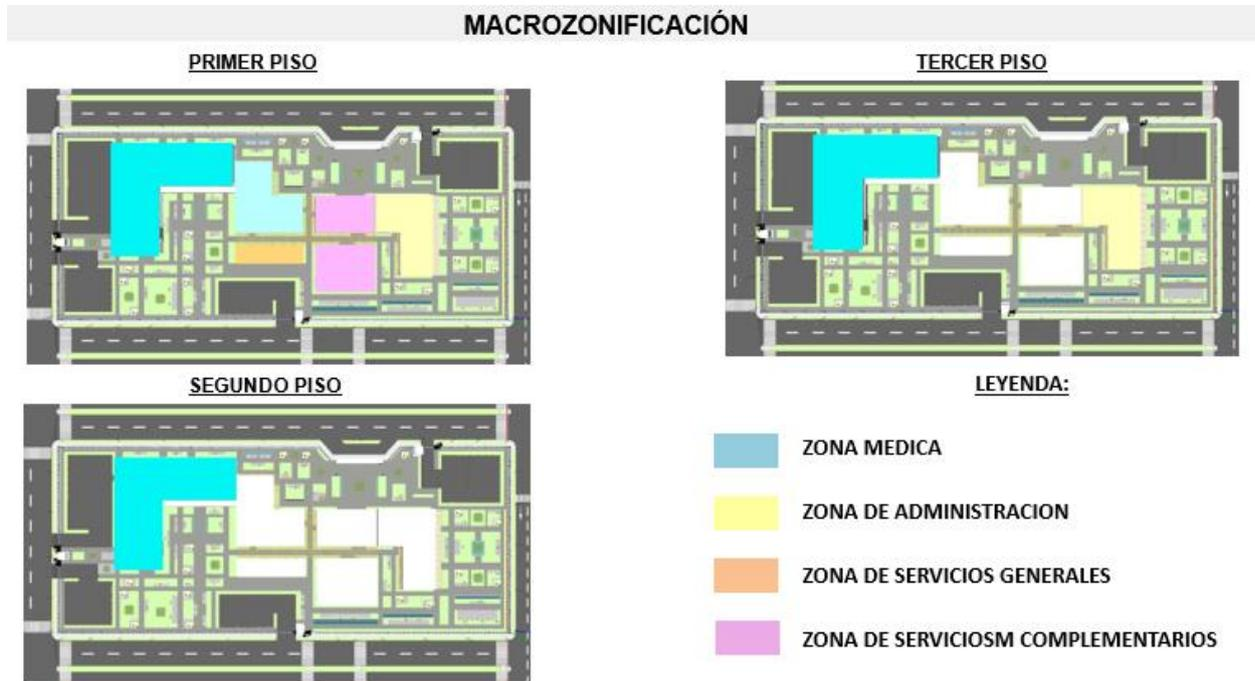 MACROZONIFICACIÓN
PRIMER PISO
TERCER PISO
SEGUNDO PISO
LEYENDA:
ZONA MEDICA
ZONA DE ADMINISTRACION
ZONA DE SERVICIOS GENERALES
ZONA DE SERVICIOSM COMPLEMENTARIOS